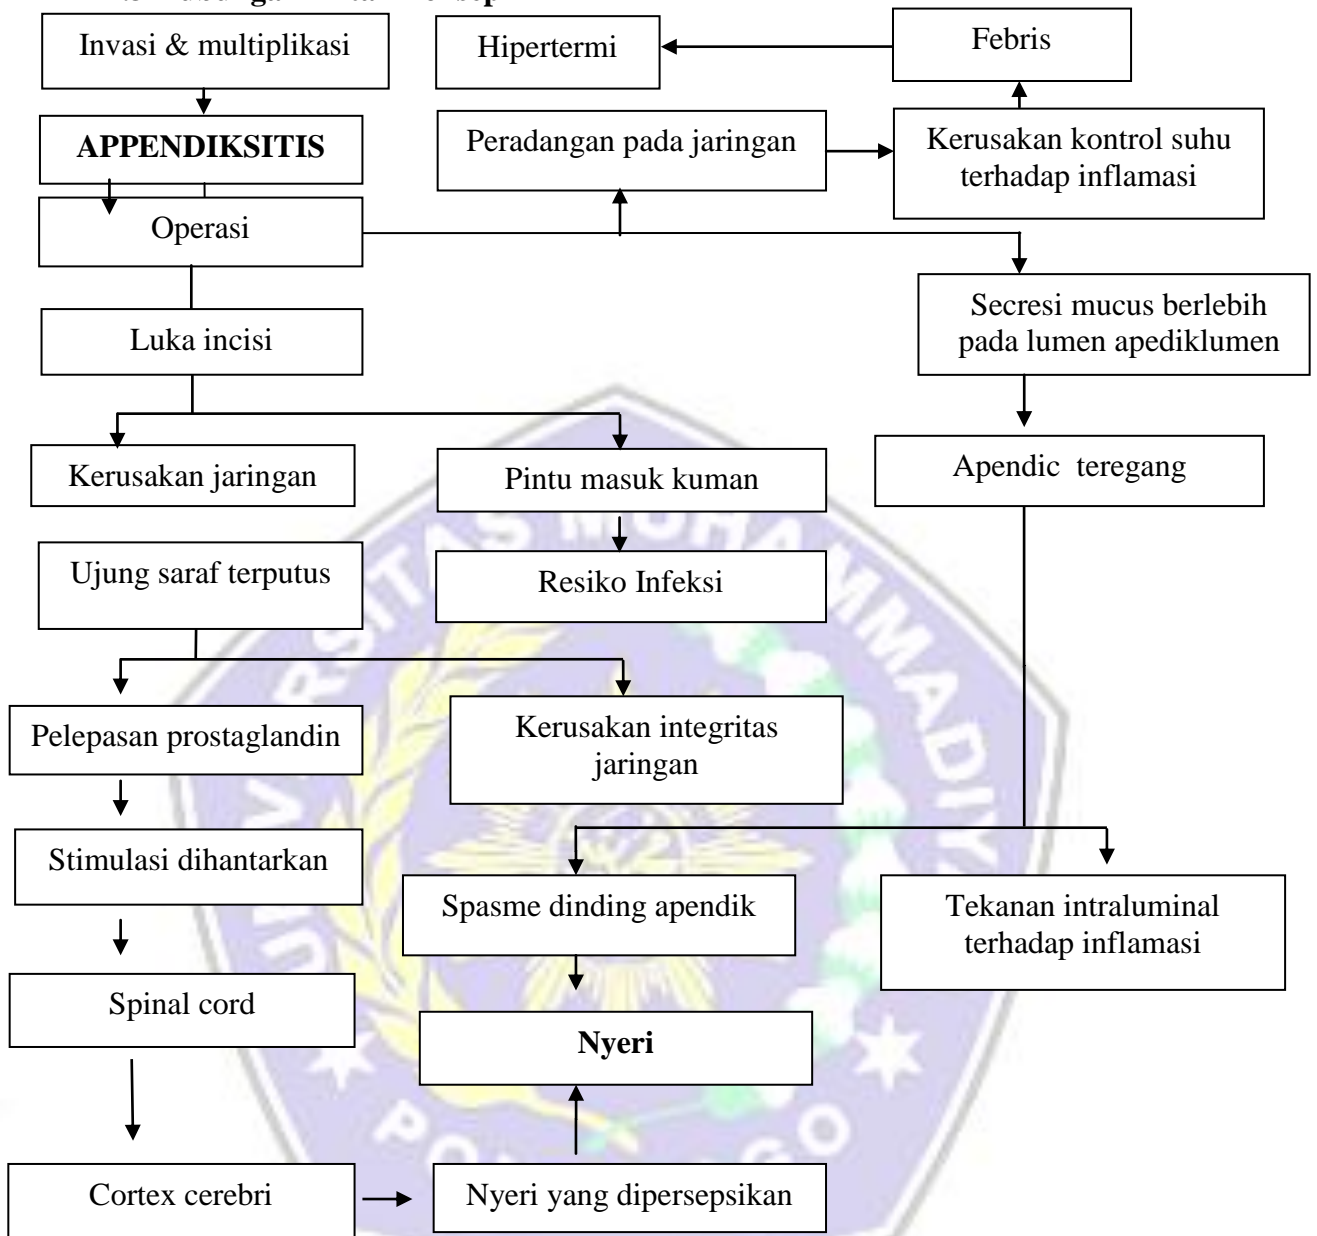 Invasi & multiplikasi
Hipertermi
Febris
APPENDIKSITIS
Peradangan pada jaringan
Kerusakan kontrol suhu
terhadap inflamasi
Operasi
Secresi mucus berlebih
pada lumen apediklumen
Luka incisi
Kerusakan jaringan
Pintu masuk kuman
Apendic teregang
Ujung saraf terputus
Resiko Infeksi
Pelepasan prostaglandin
Kerusakan integritas
jaringan
Stimulasi dihantarkan
Spasme dinding apendik
Tekanan intraluminal
terhadap inflamasi
Spinal cord
Nyeri
Cortex cerebri
Nyeri yang dipersepsikan